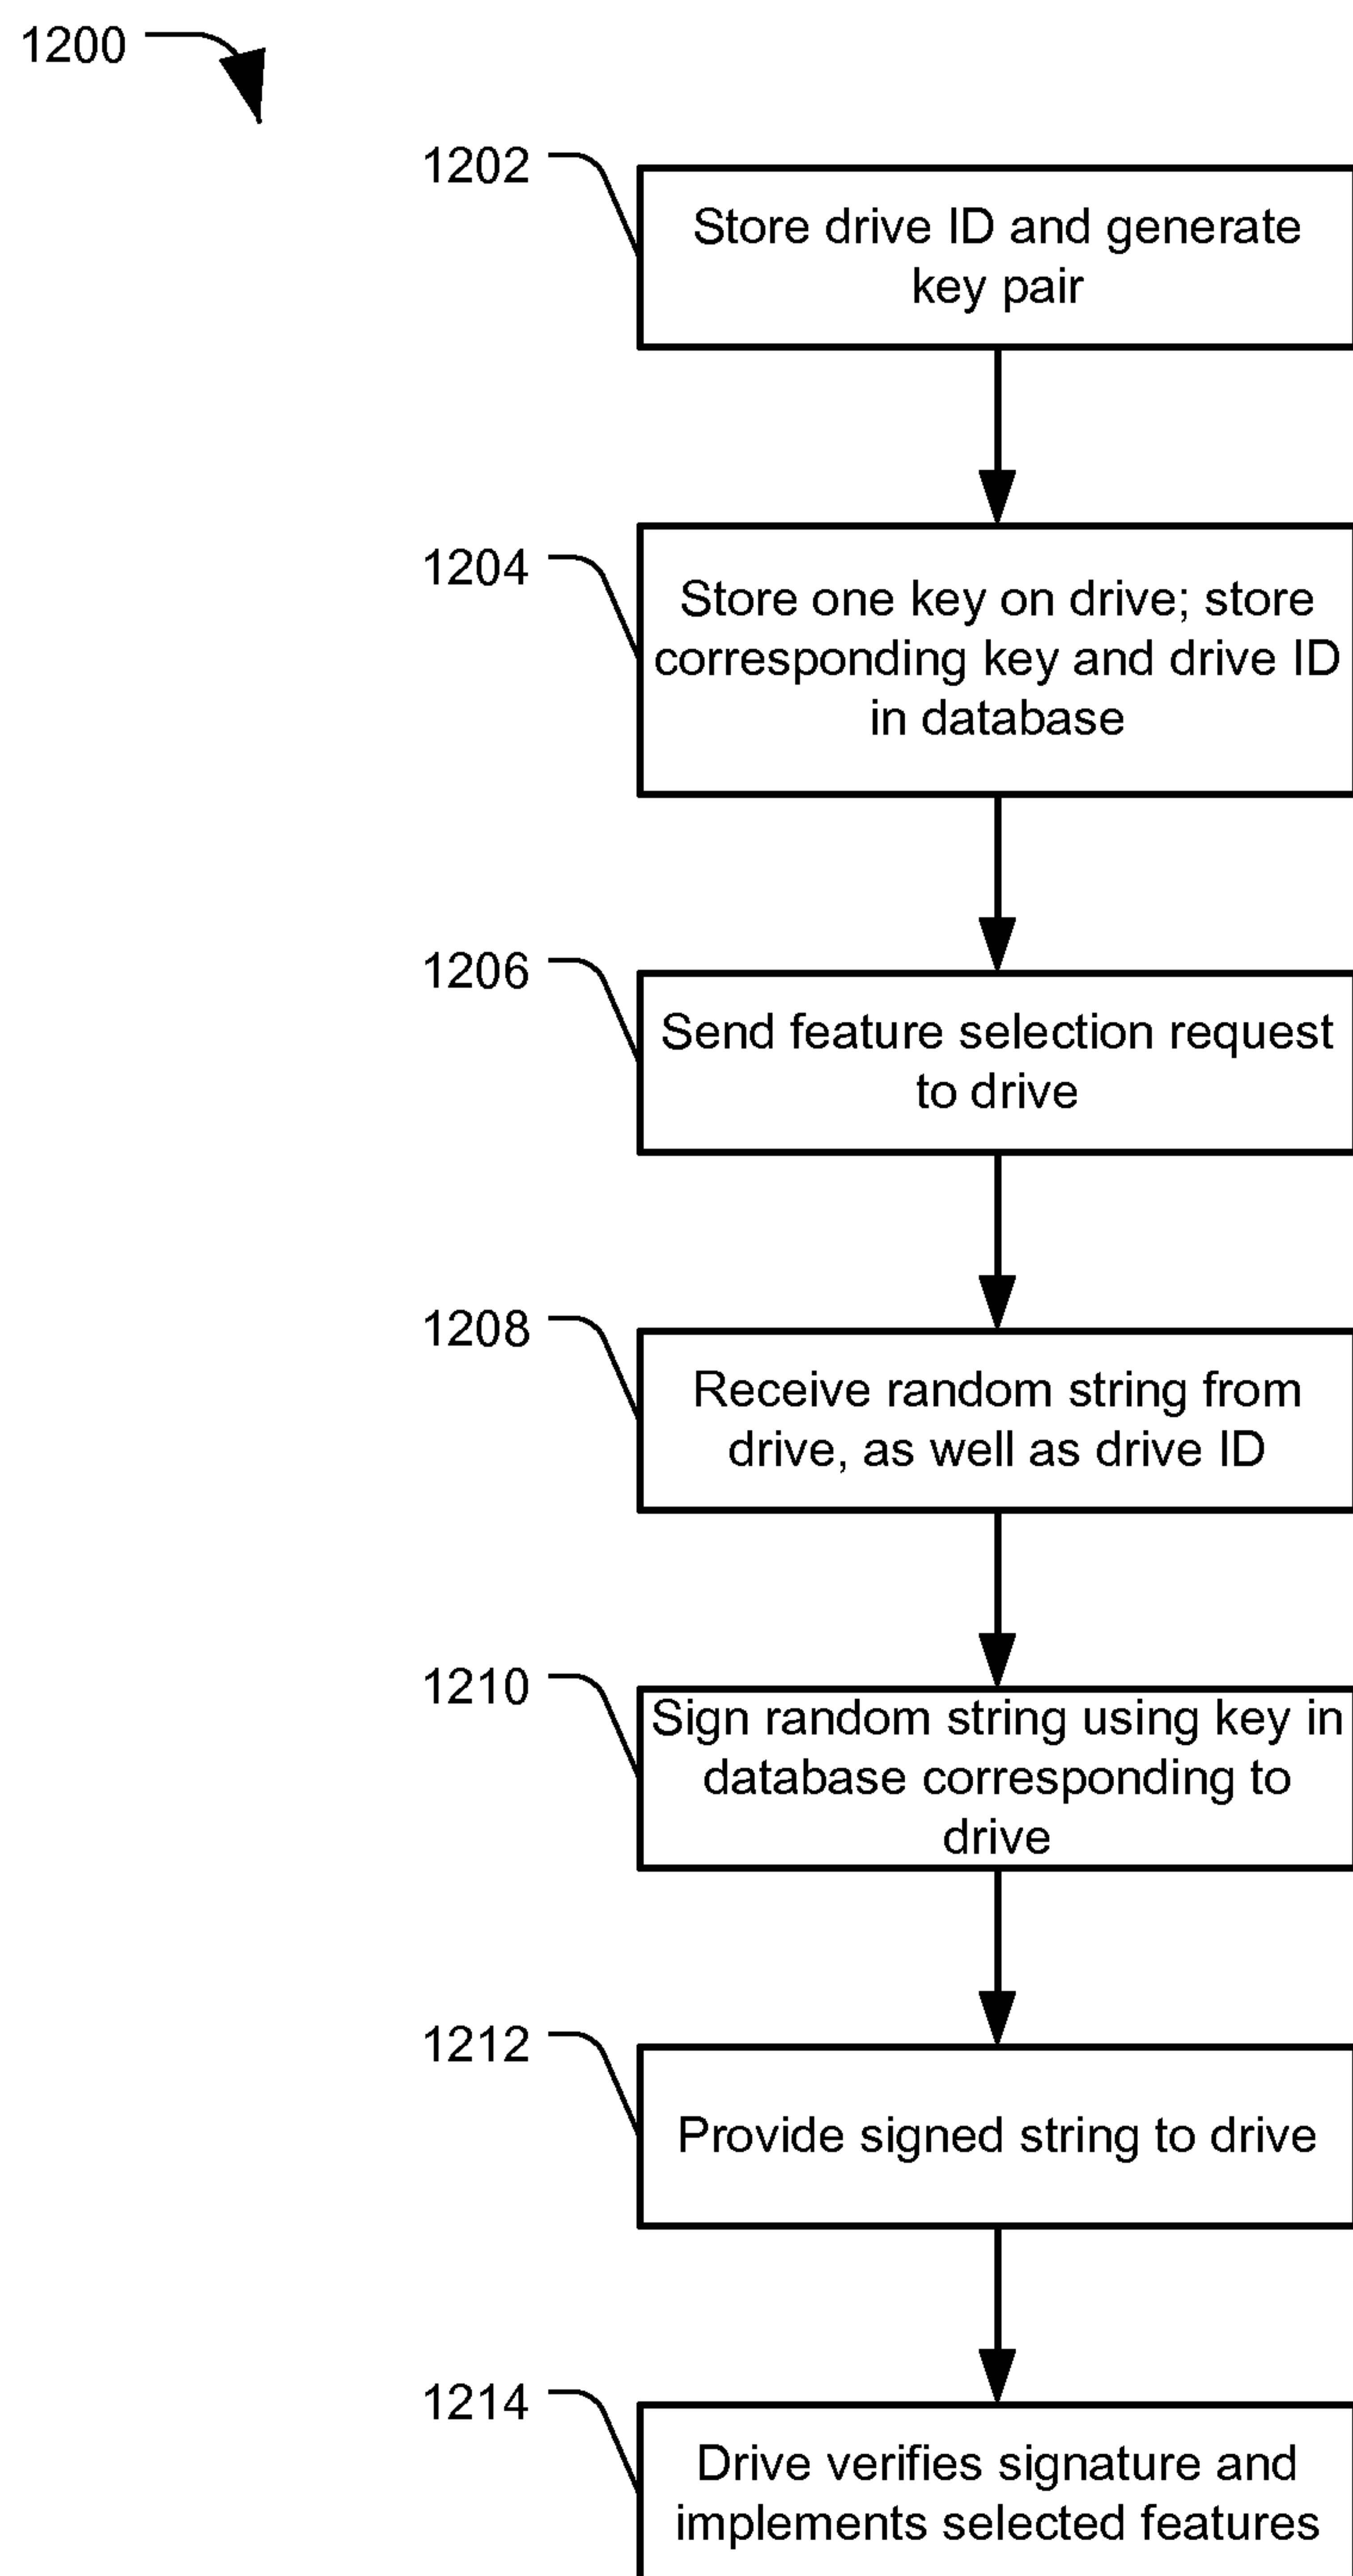 1200
1202
Store drive ID and generate
key pair
1204
Store one key on drive; store
corresponding key and drive ID
in database
1206
Send feature selection request
to drive
1208
Receive random string from
drive, as well as drive ID
1210
Sign random string using key in
database corresponding to
drive
1212
Provide signed string to drive
1214
Drive verifies signature and
implements selected features